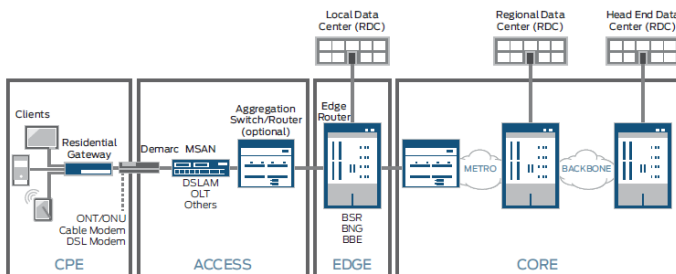 Local Data
Center (RDC)
Regional Data
Center (RDC)
Head End Data
Center (RDC)
Clients
Residential
Gateway
Demarc
MSAN
Aggregation
Switch/Router
(optional)
Edge
Router
DSLAM
OLT
Others
METRO
BACKBONE
ONT/ONU
Cable Modem
DSL Modem
BSR
BNG
BBE
CPE
ACCESS
EDGE
CORE